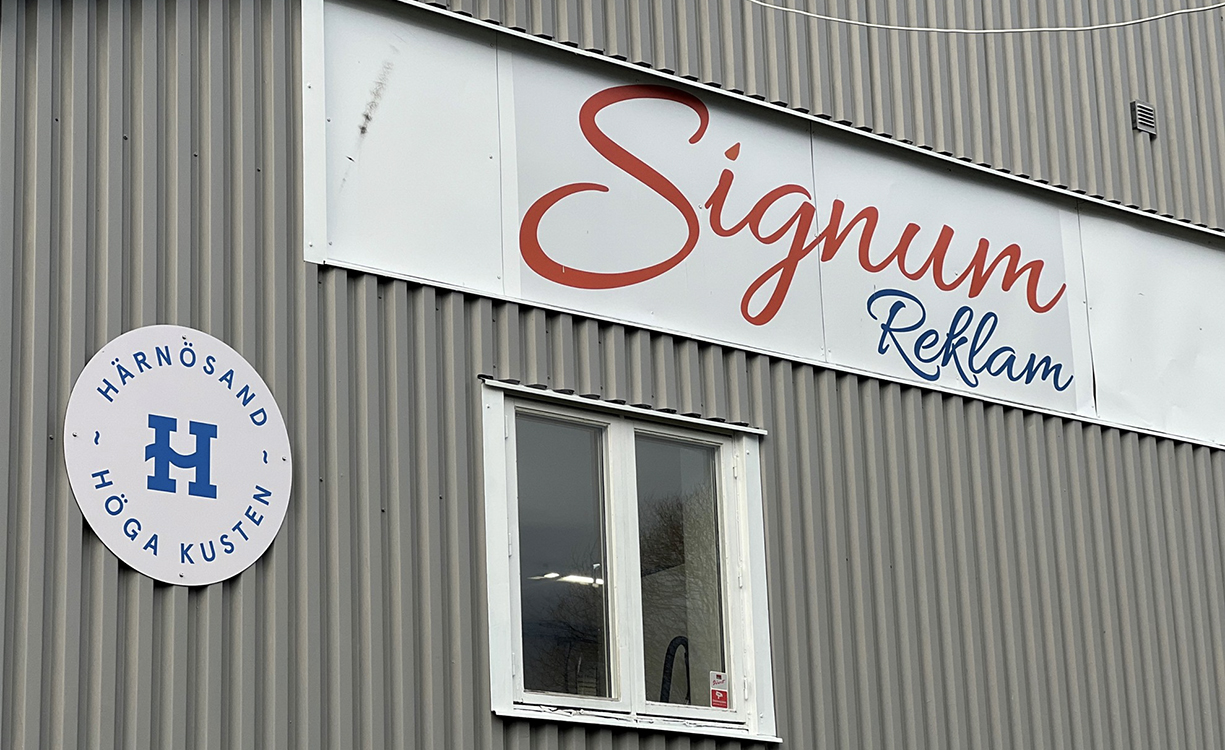 Signum
Reklam
HÄRNÖSAND
~ H ~
HÖGA KUSTEN